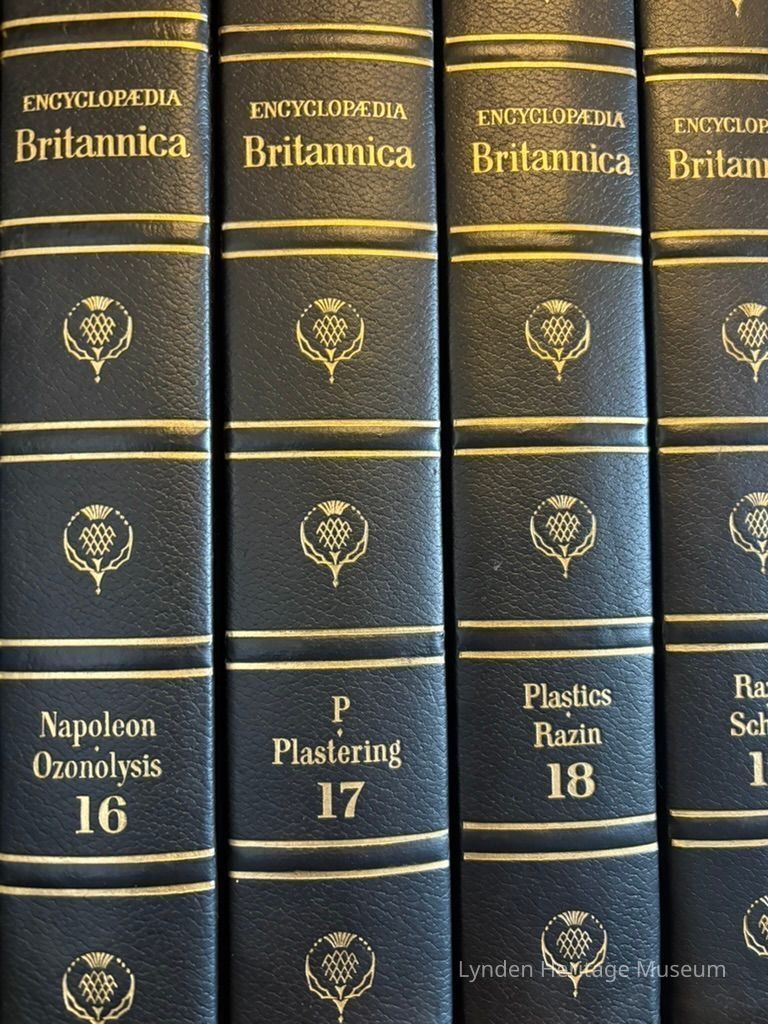 ENCYCLOPÆDIA
Britannica
Napoleon
Ozonolysis
16
ENCYCLOPÆDIA
Britannica
P
Plastering
17
ENCYCLOPÆDIA
Britannica
Plastics
Razin
18
Lynden Heritage Museum